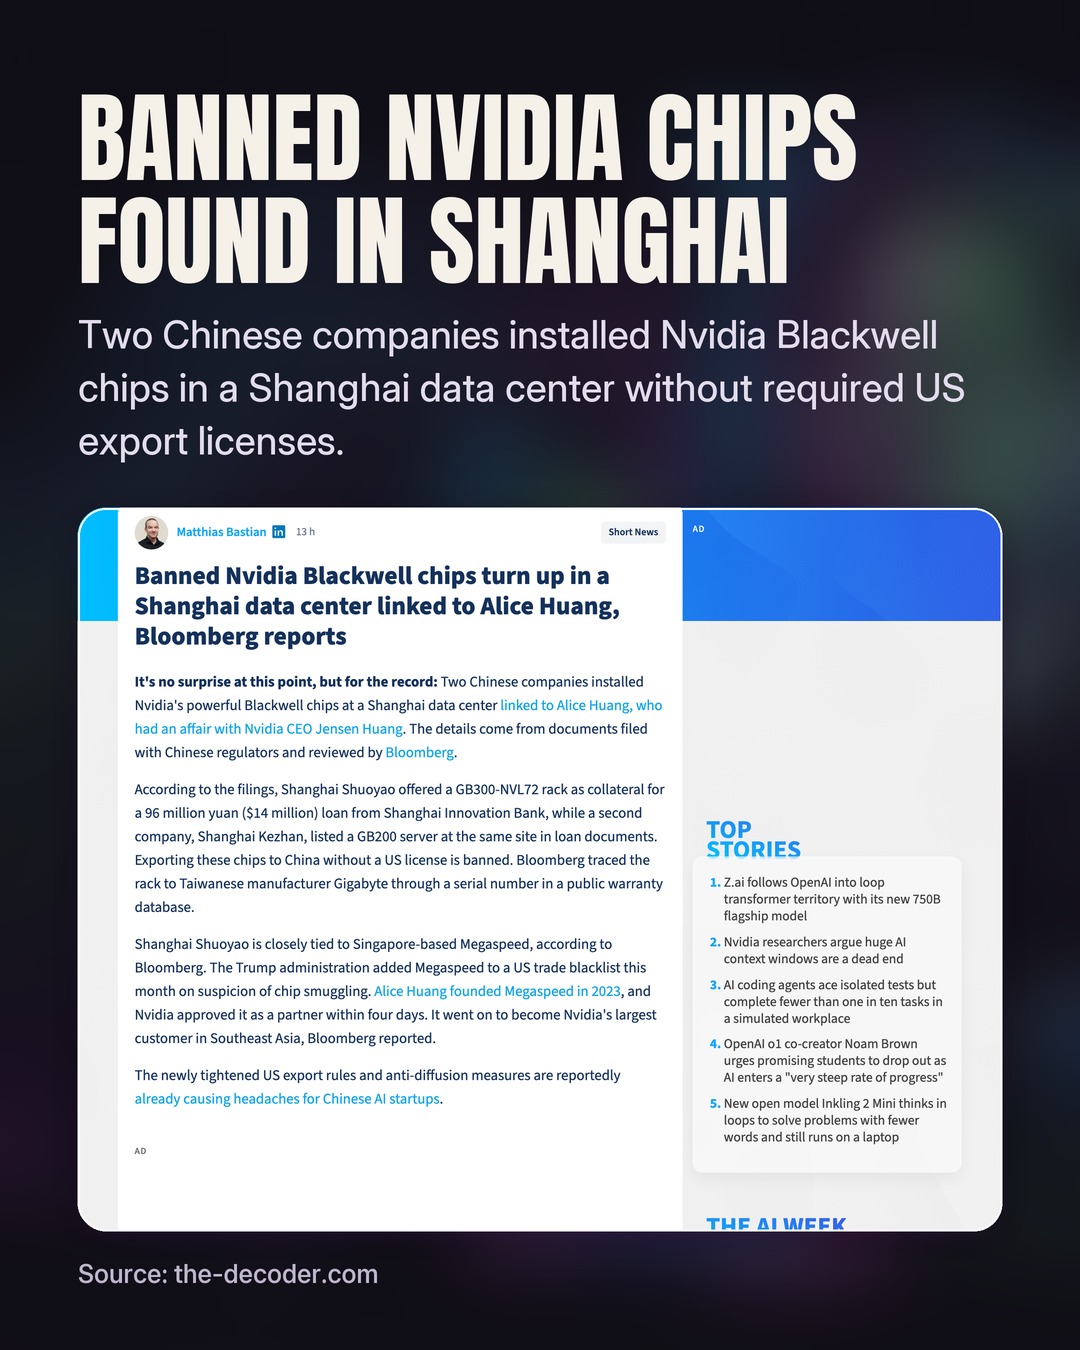 BANNED NVIDIA CHIPS
FOUND IN SHANGHAI
Two Chinese companies installed Nvidia Blackwell
chips in a Shanghai data center without required US
export licenses.
Matthias Bastian in 13 h
Short News
Banned Nvidia Blackwell chips turn up in a
Shanghai data center linked to Alice Huang,
Bloomberg reports
It's no surprise at this point, but for the record: Two Chinese companies installed
Nvidia's powerful Blackwell chips at a Shanghai data center linked to Alice Huang, who
had an affair with Nvidia CEO Jensen Huang. The details come from documents filed
with Chinese regulators and reviewed by Bloomberg.
According to the filings, Shanghai Shuoyao offered a GB300-NVL72 rack as collateral for
a 96 million yuan ($14 million) loan from Shanghai Innovation Bank, while a second
company, Shanghai Kezhan, listed a GB200 server at the same site in loan documents.
Exporting these chips to China without a US license is banned. Bloomberg traced the
rack to Taiwanese manufacturer Gigabyte through a serial number in a public warranty
database.
Shanghai Shuoyao is closely tied to Singapore-based Megaspeed, according to
Bloomberg. The Trump administration added Megaspeed to a US trade blacklist this
month on suspicion of chip smuggling. Alice Huang founded Megaspeed in 2023, and
Nvidia approved it as a partner within four days. It went on to become Nvidia's largest
customer in Southeast Asia, Bloomberg reported.
The newly tightened US export rules and anti-diffusion measures are reportedly
already causing headaches for Chinese AI startups.
AD
AD
TOP
STORIES
1. Z.ai follows OpenAI into loop
transformer territory with its new 750B
flagship model
2. Nvidia researchers argue huge AI
context windows are a dead end
3. AI coding agents ace isolated tests but
complete fewer than one in ten tasks in
a simulated workplace
4. OpenAI o1 co-creator Noam Brown
urges promising students to drop out as
AI enters a "very steep rate of progress"
5. New open model Inkling 2 Mini thinks in
loops to solve problems with fewer
words and still runs on a laptop
THE AI WEEK
Source: the-decoder.com